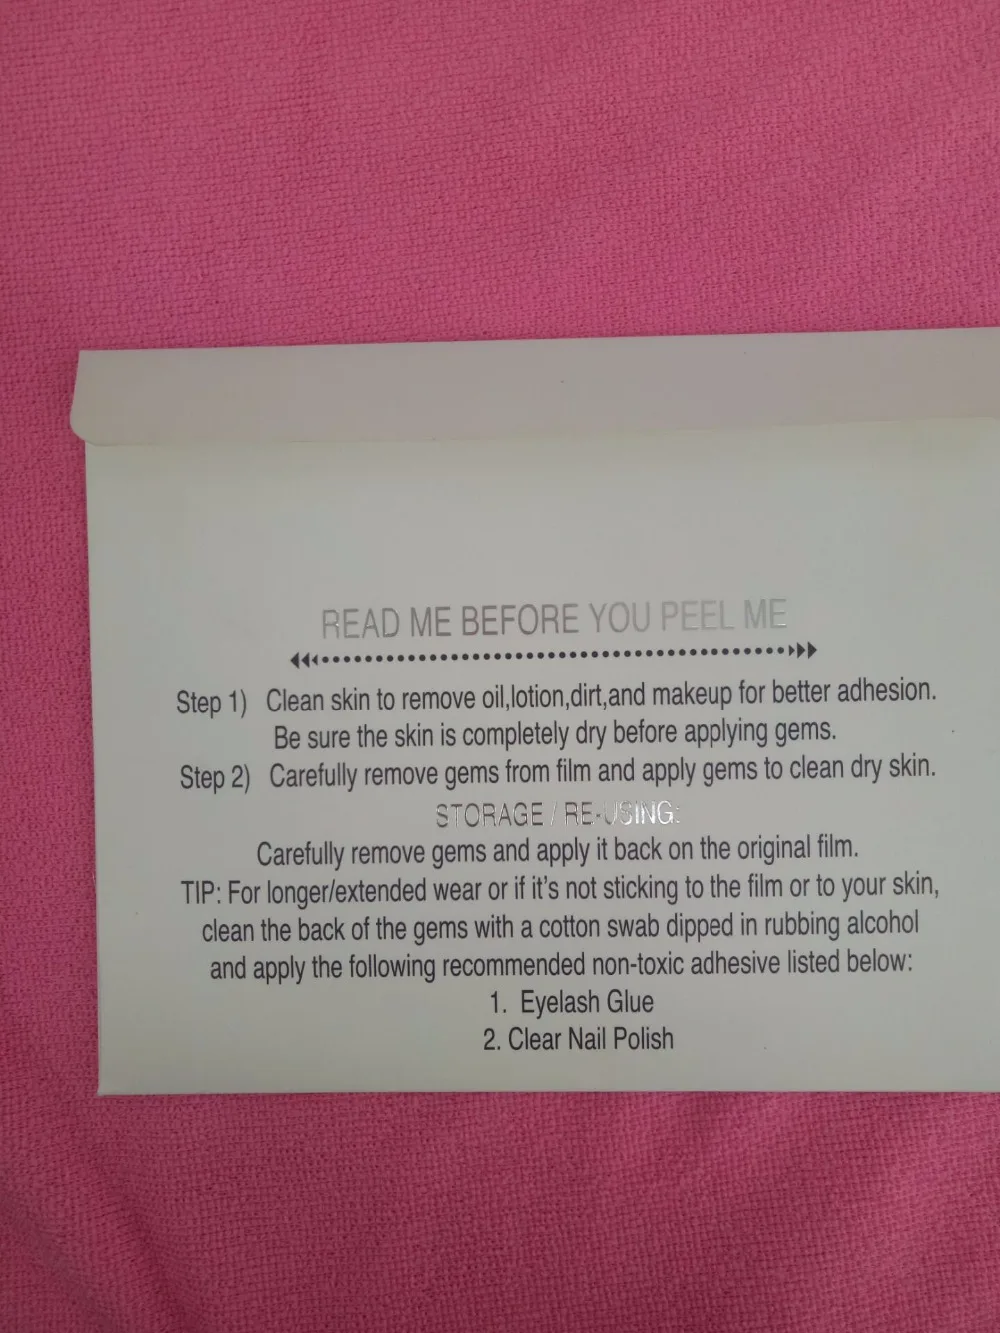 READ ME BEFORE YOU PEEL ME
Step 1) Clean skin to remove oil,lotion,dirt,and makeup for better adhesion.
Be sure the skin is completely dry before applying gems.
Step 2) Carefully remove gems from film and apply gems to clean dry skin.
STORAGE / RE-USING:
Carefully remove gems and apply it back on the original film.
TIP: For longer/extended wear or if it's not sticking to the film or to your skin,
clean the back of the gems with a cotton swab dipped in rubbing alcohol
and apply the following recommended non-toxic adhesive listed below:
1. Eyelash Glue
2. Clear Nail Polish